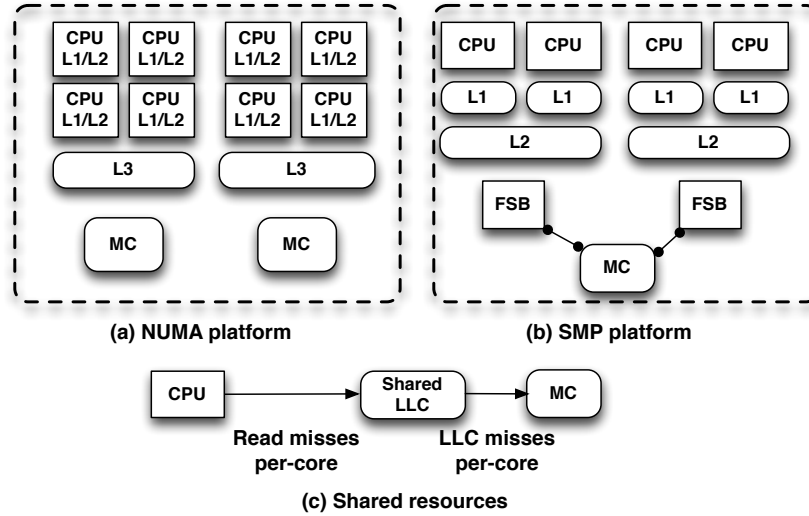 CPU L1/L2 CPU L1/L2 CPU L1/L2 CPU L1/L2
CPU L1/L2 CPU L1/L2 CPU L1/L2 CPU L1/L2
L3 L3
MC MC
(a) NUMA platform
CPU CPU CPU CPU
L1 L1 L1 L1
L2 L2
FSB FSB
MC
(b) SMP platform
CPU Shared LLC MC
Read misses per-core LLC misses per-core
(c) Shared resources